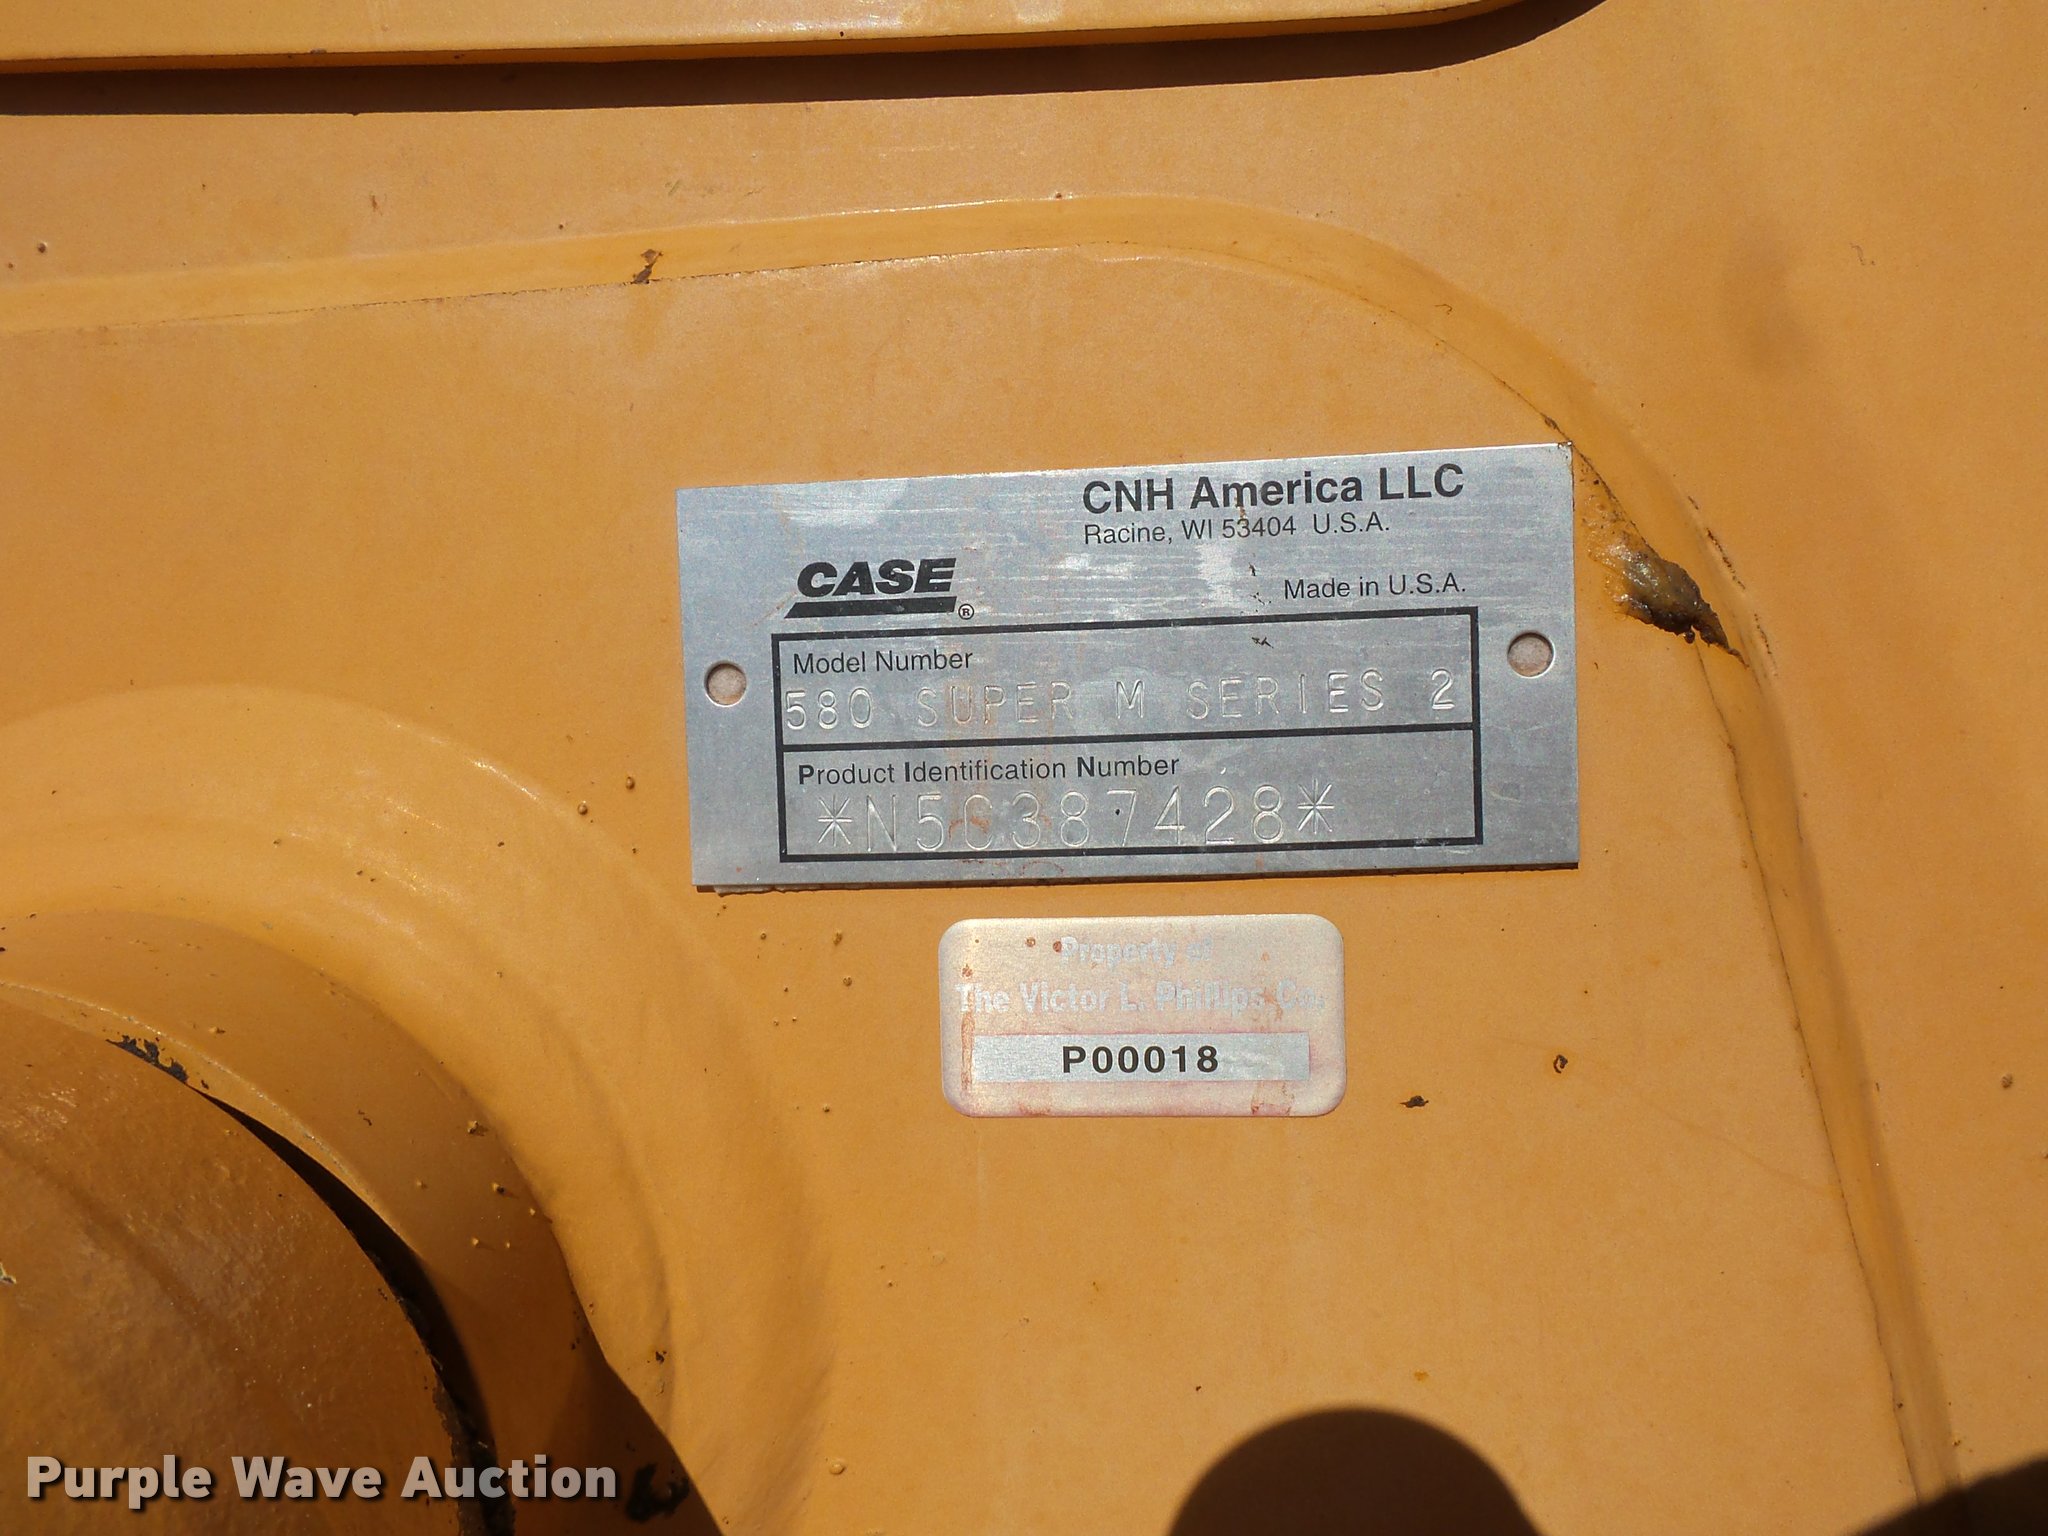 CNH America LLC
Racine, WI 53404 U.S.A.
CASE®
Made in U.S.A.
Model Number
580 SUPER M SERIES 2
Product Identification Number
*N5C387428*
Property of
The Victor L. Phillips Co.
P00018
Purple Wave Auction